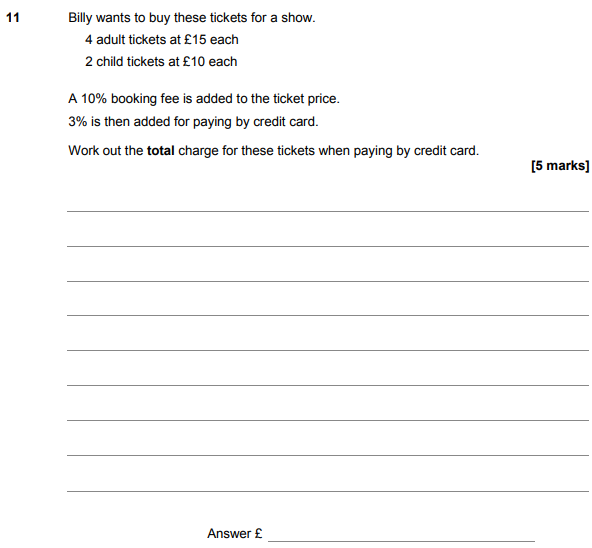 11 Billy wants to buy these tickets for a show.
4 adult tickets at £15 each
2 child tickets at £10 each
A 10% booking fee is added to the ticket price.
3% is then added for paying by credit card.
Work out the total charge for these tickets when paying by credit card.
[5 marks]
Answer £